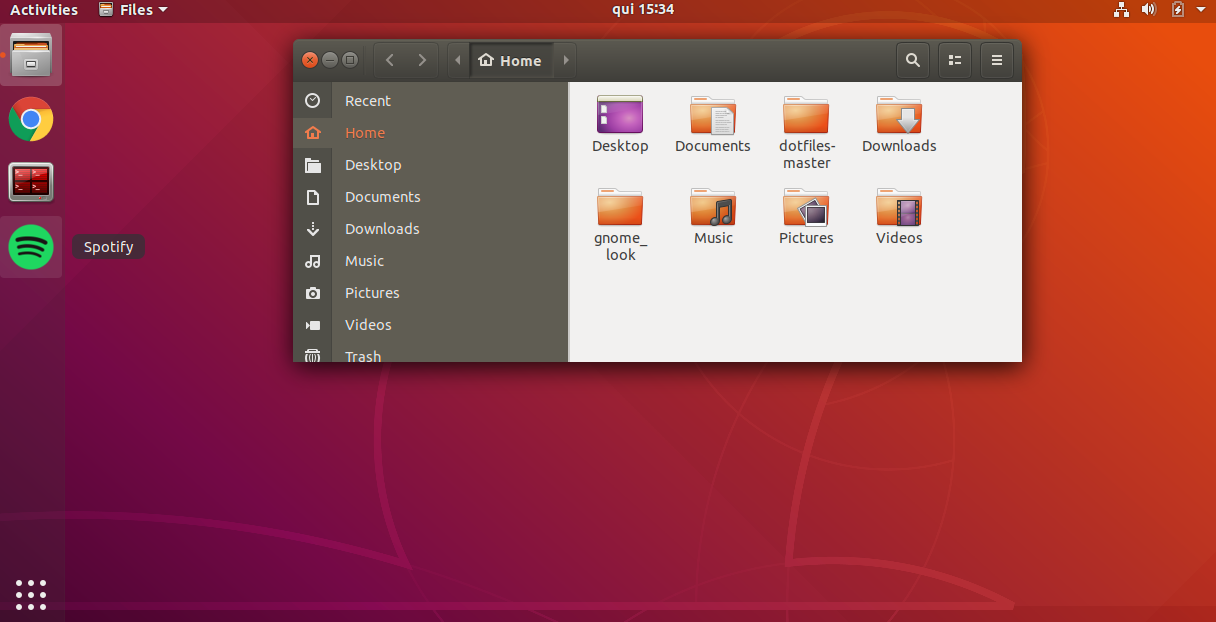 Activities Files qui 15:34
Home
Recent
Home
Desktop
Documents
Downloads
Music
Pictures
Videos
Trash
Desktop Documents dotfiles-master Downloads
gnome_look Music Pictures Videos
Spotify